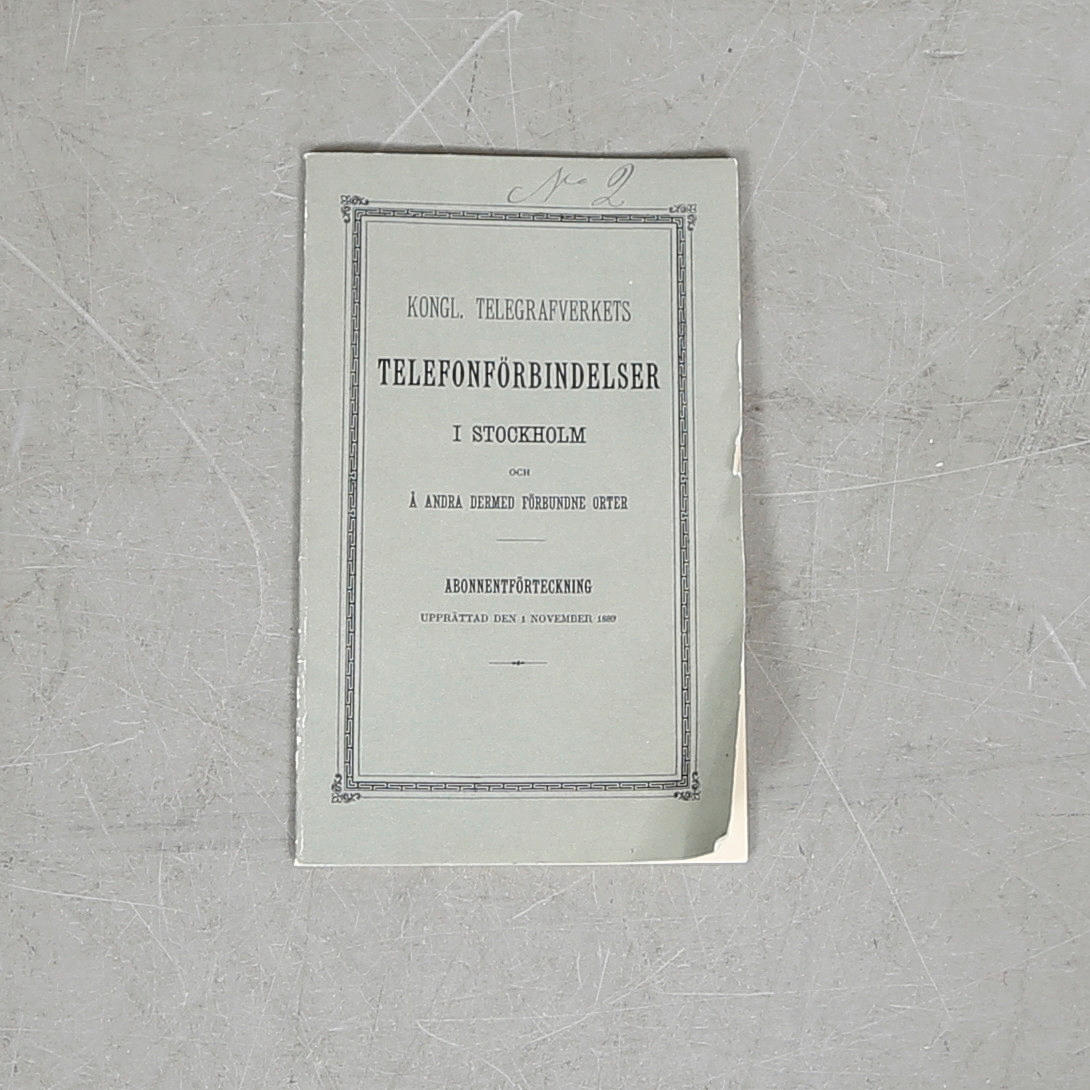 No 2
KONGL. TELEGRAFVERKETS
TELEFONFÖRBINDELSER
I STOCKHOLM
OCH
Å ANDRA DERMED FÖRBUNDNE ORTER
ABONNENTFÖRTECKNING
UPPRÄTTAD DEN 1 NOVEMBER